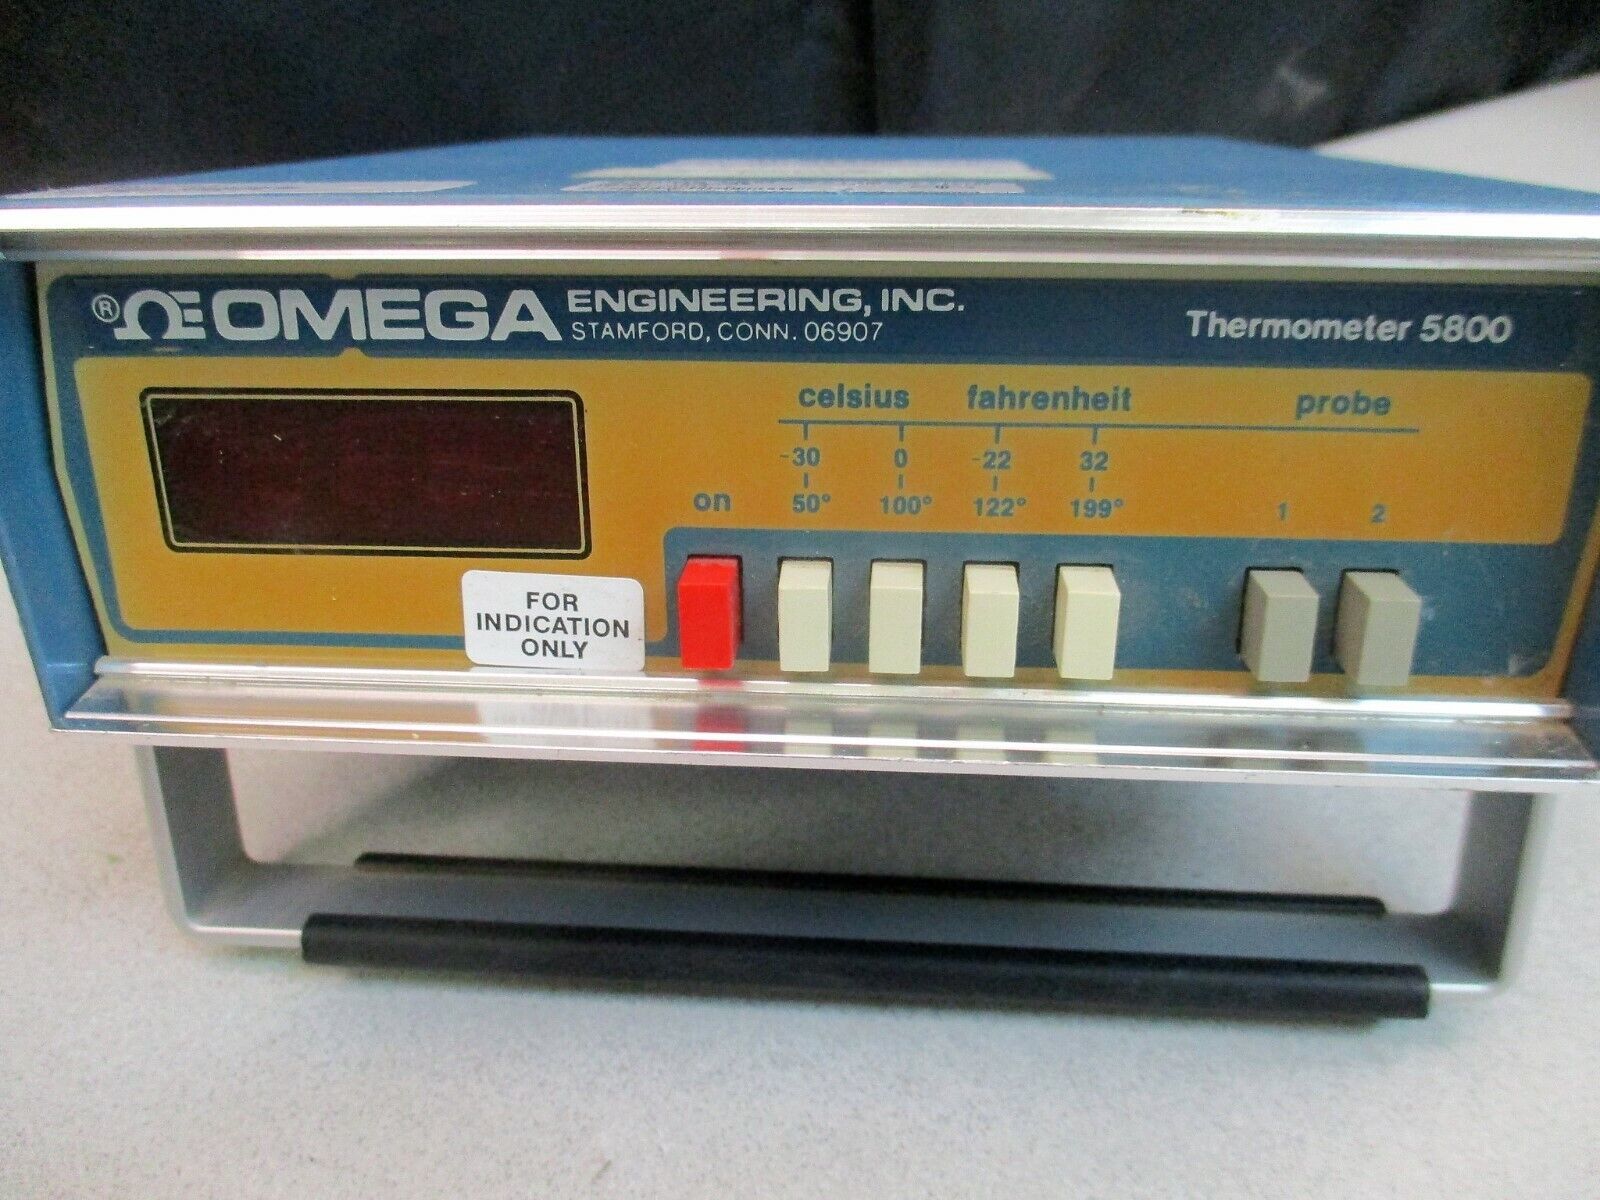 ® ΩE OMEGA ENGINEERING, INC.
STAMFORD, CONN. 06907
Thermometer 5800
celsius fahrenheit probe
-30 0 -22 32
on 50° 100° 122° 199° 1 2
FOR
INDICATION
ONLY